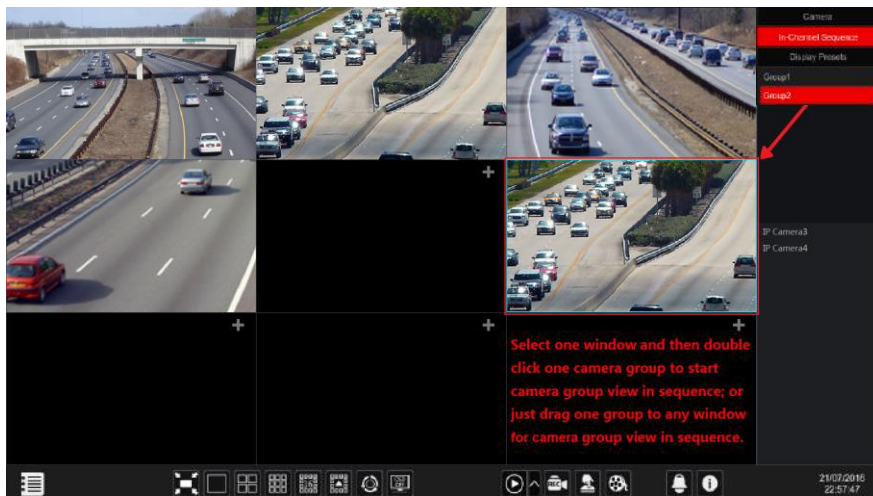 Camera
In-Channel Sequence
Display Presets
Group1
Group2
IP Camera3
IP Camera4
Select one window and then double
click one camera group to start
camera group view in sequence; or
just drag one group to any window
for camera group view in sequence.
REC
21/07/2016
22:57:47